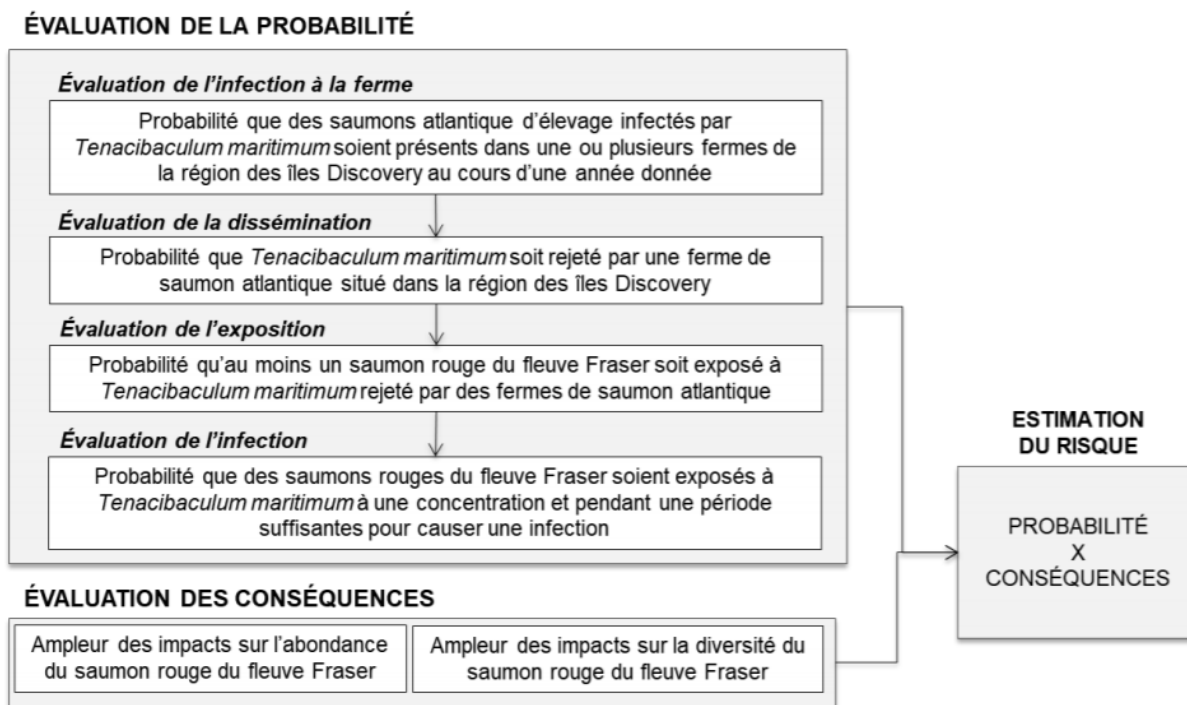 ÉVALUATION DE LA PROBABILITÉ
Évaluation de l'infection à la ferme
Probabilité que des saumons atlantique d'élevage infectés par
Tenacibaculum maritimum soient présents dans une ou plusieurs fermes de
la région des îles Discovery au cours d'une année donnée
Évaluation de la dissémination
Probabilité que Tenacibaculum maritimum soit rejeté par une ferme de
saumon atlantique situé dans la région des îles Discovery
Évaluation de l'exposition
Probabilité qu'au moins un saumon rouge du fleuve Fraser soit exposé à
Tenacibaculum maritimum rejeté par des fermes de saumon atlantique
Évaluation de l'infection
Probabilité que des saumons rouges du fleuve Fraser soient exposés à
Tenacibaculum maritimum à une concentration et pendant une période
suffisantes pour causer une infection
ÉVALUATION DES CONSÉQUENCES
Ampleur des impacts sur l'abondance
du saumon rouge du fleuve Fraser
Ampleur des impacts sur la diversité du
saumon rouge du fleuve Fraser
ESTIMATION
DU RISQUE
PROBABILITÉ
X
CONSÉQUENCES